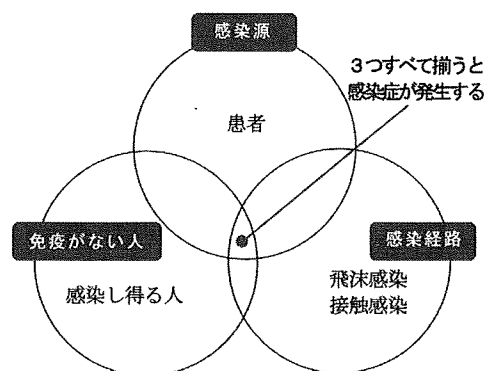 感染源
3つすべて揃うと
感染症が発生する
患者
免疫がない人
感染経路
感染し得る人
飛沫感染
接触感染